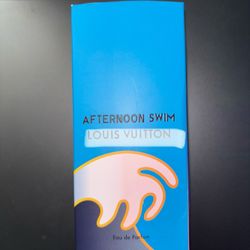 AFTERNOON SWIM
LOUIS VUITTON
Eau de Parfum